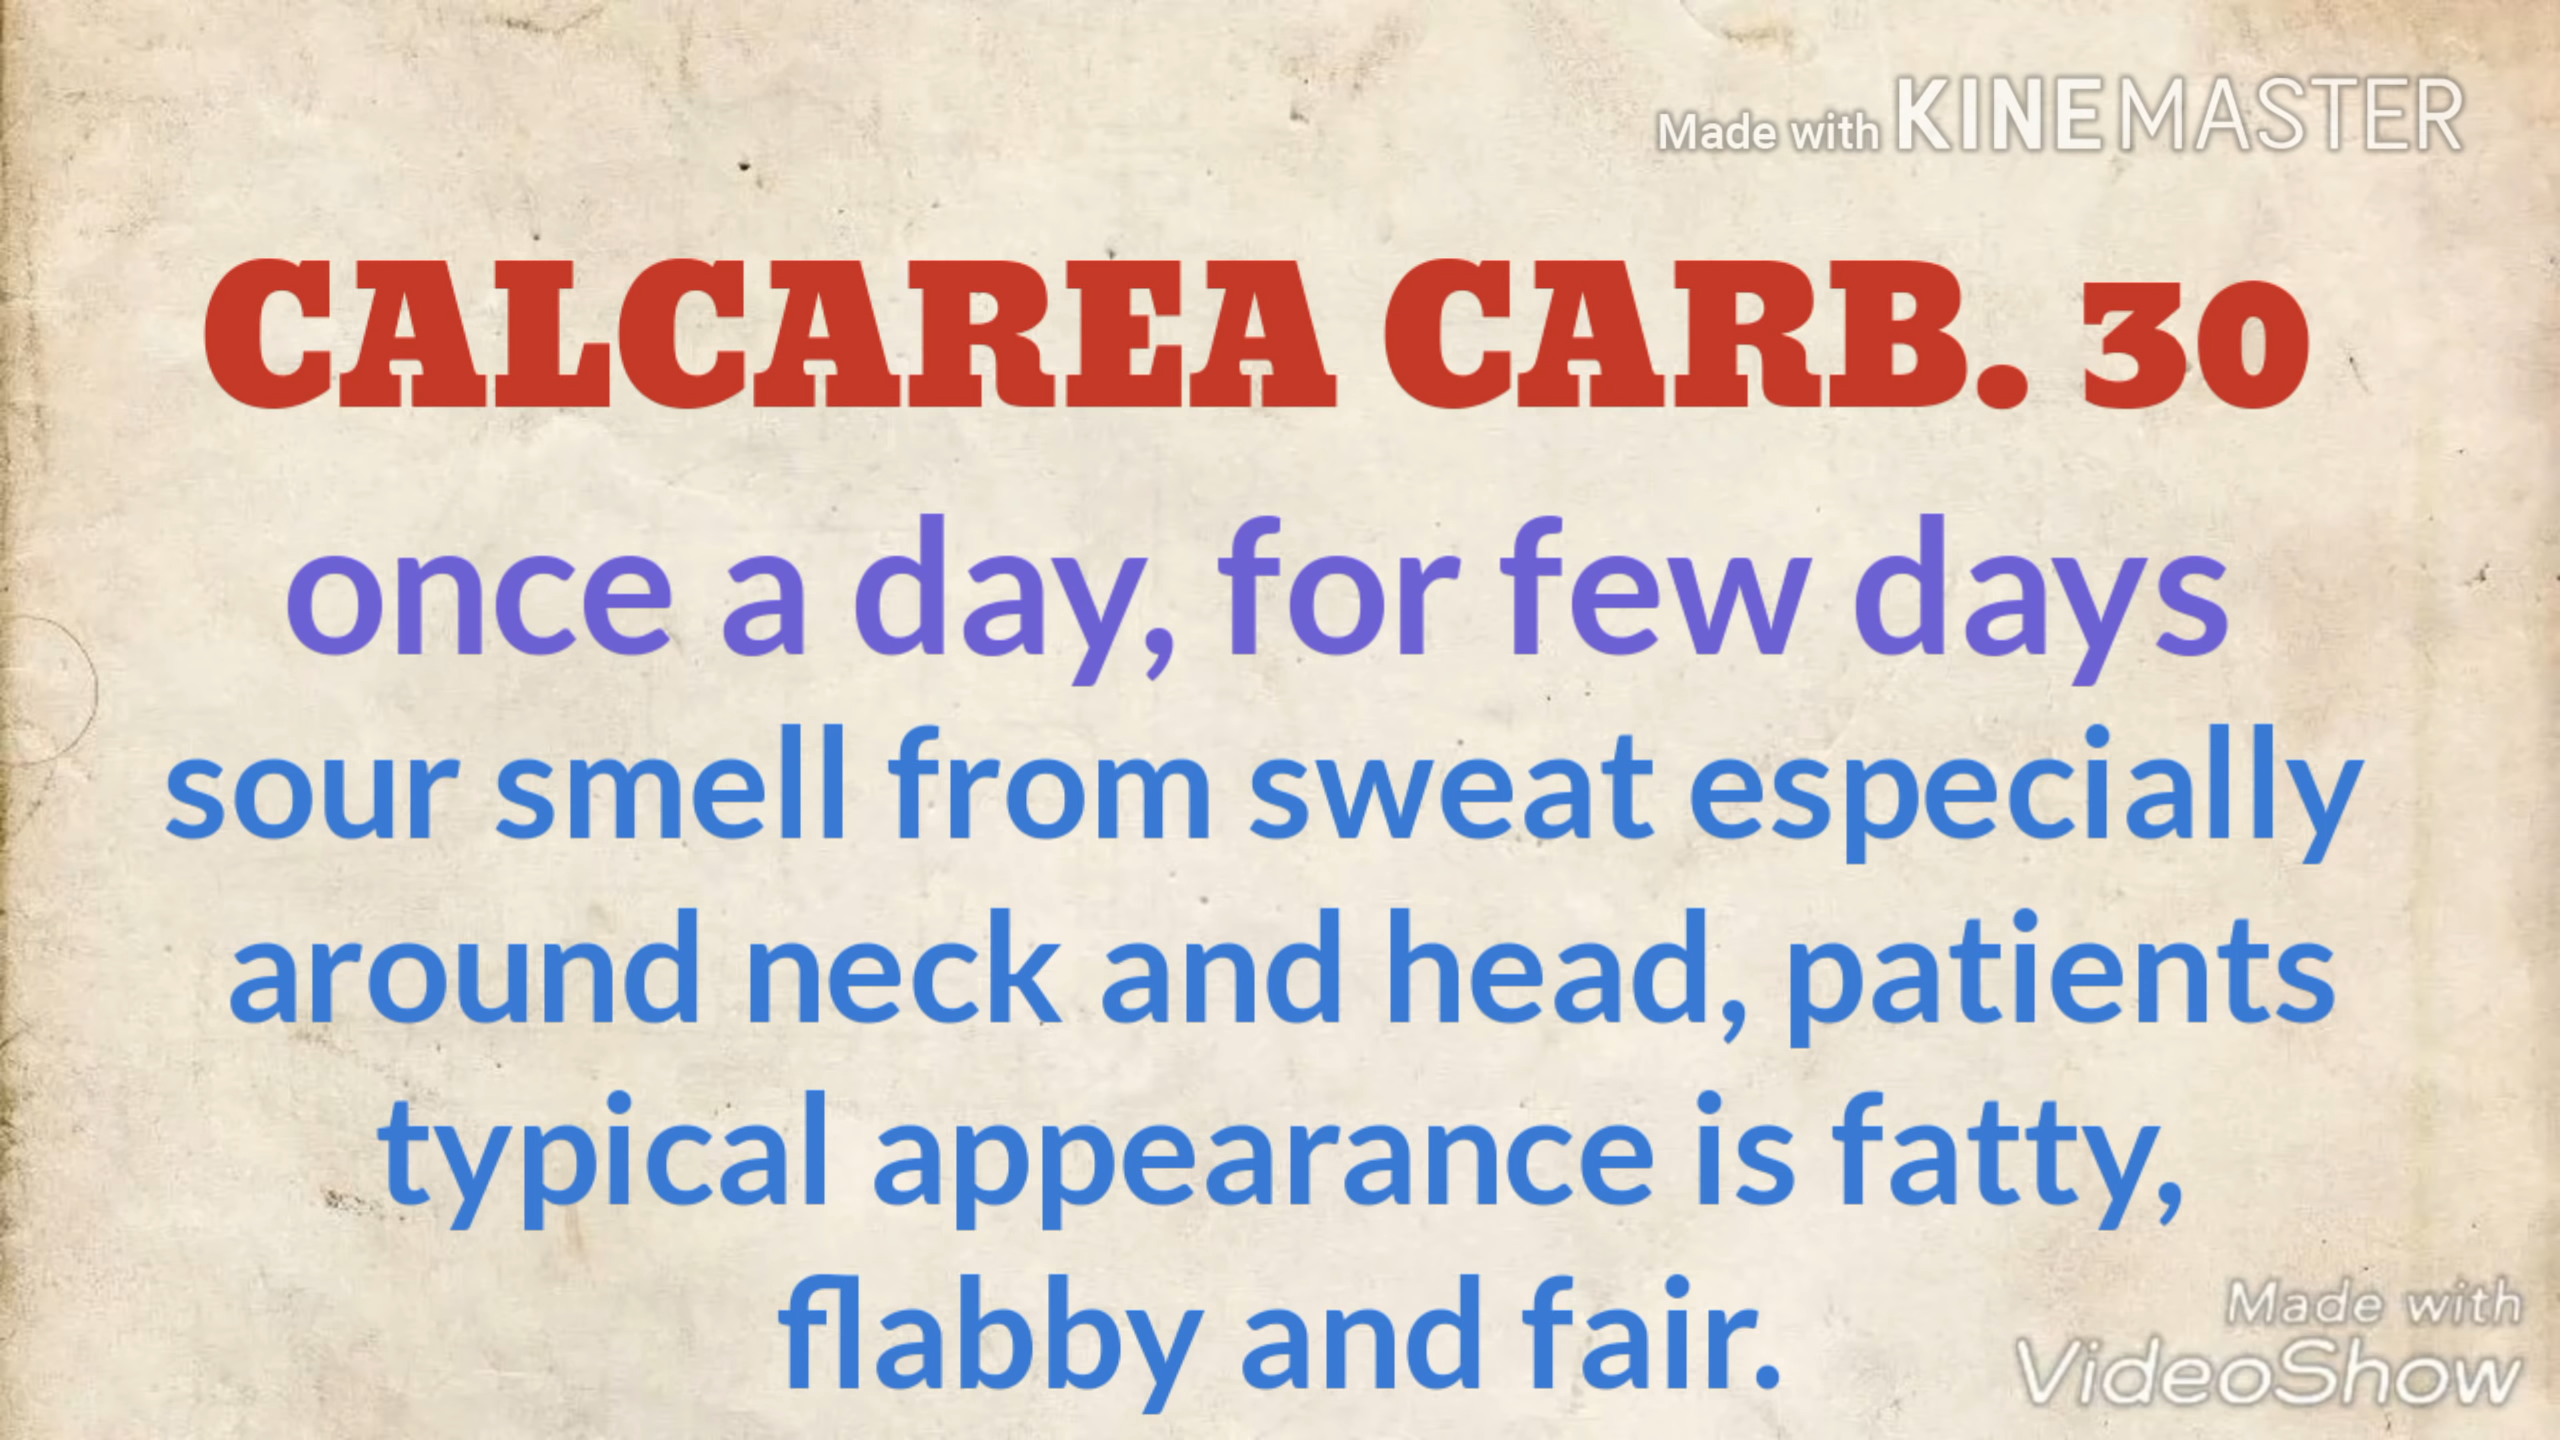 Made with KINEMASTER
CALCAREA CARB. 30
once a day, for few days
sour smell from sweat especially
around neck and head, patients
typical appearance is fatty,
flabby and fair.
Made with
VideoShow